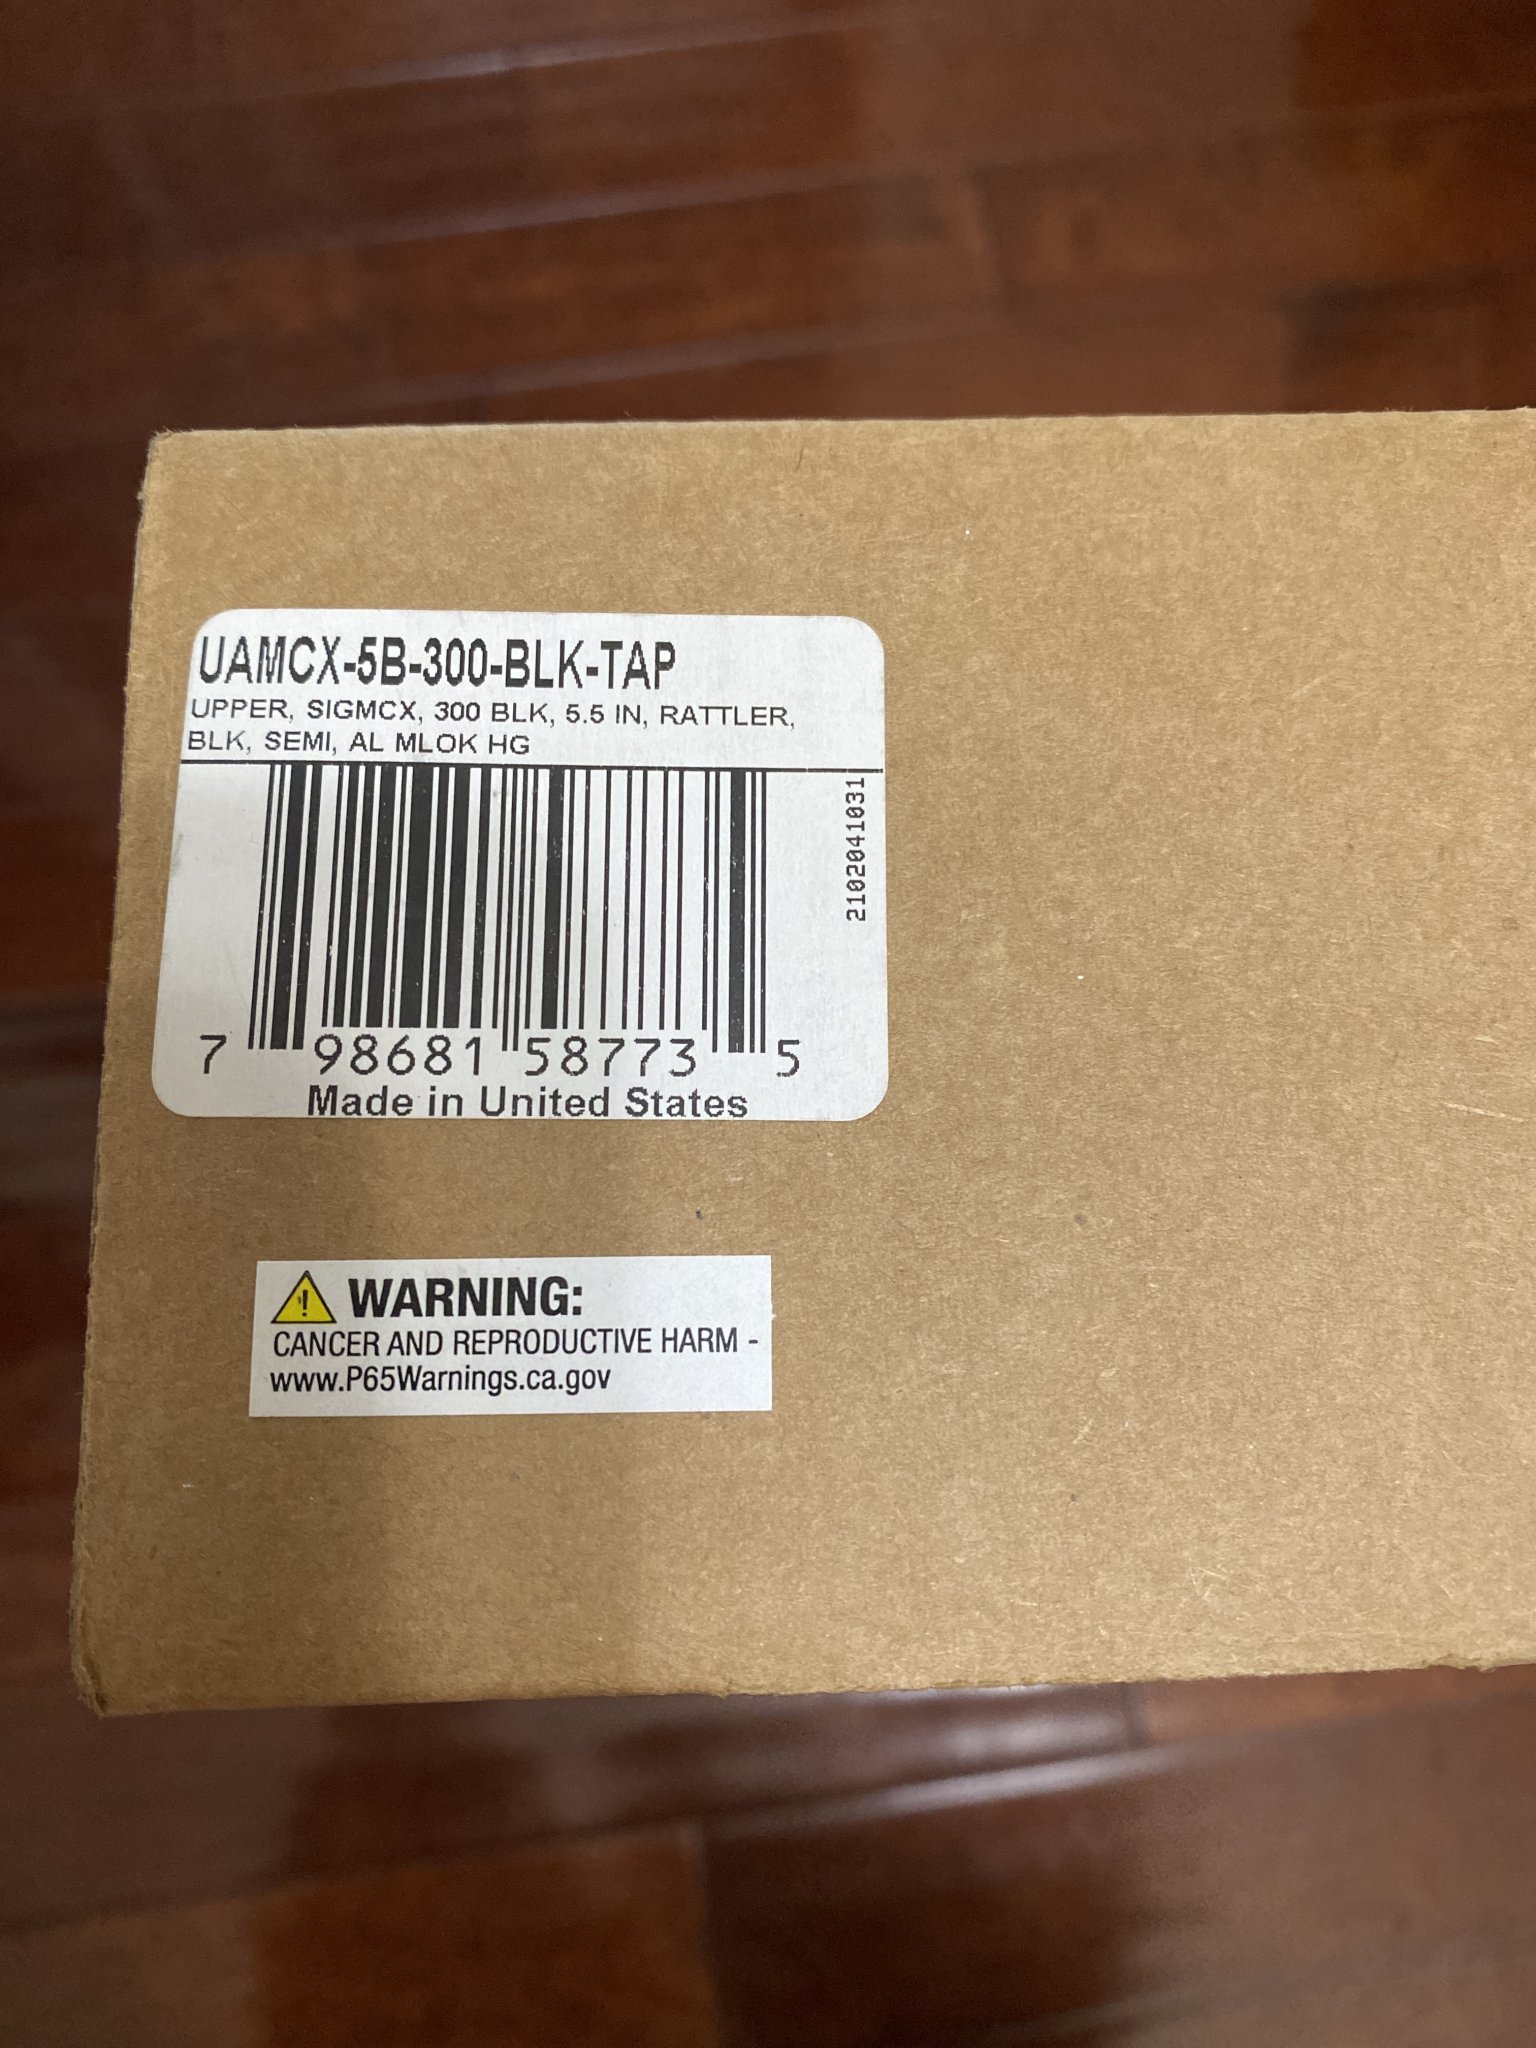 UAMCX-5B-300-BLK-TAP
UPPER, SIGMCX, 300 BLK, 5.5 IN, RATTLER,
BLK, SEMI, AL MLOK HG
2102041031
7 98681 58773 5
Made in United States
WARNING:
CANCER AND REPRODUCTIVE HARM -
www.P65Warnings.ca.gov